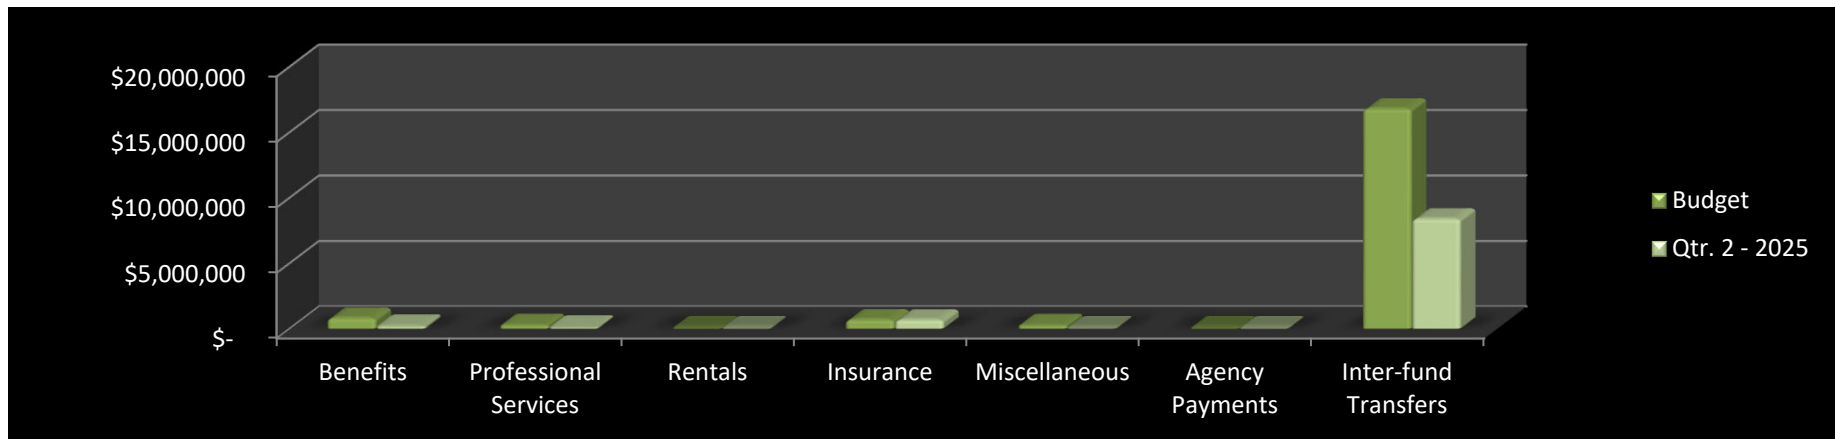 $20,000,000
$15,000,000
$10,000,000
$5,000,000
$-
Benefits
Professional
Services
Rentals
Insurance
Miscellaneous
Agency
Payments
Inter-fund
Transfers
Budget
Qtr. 2 - 2025